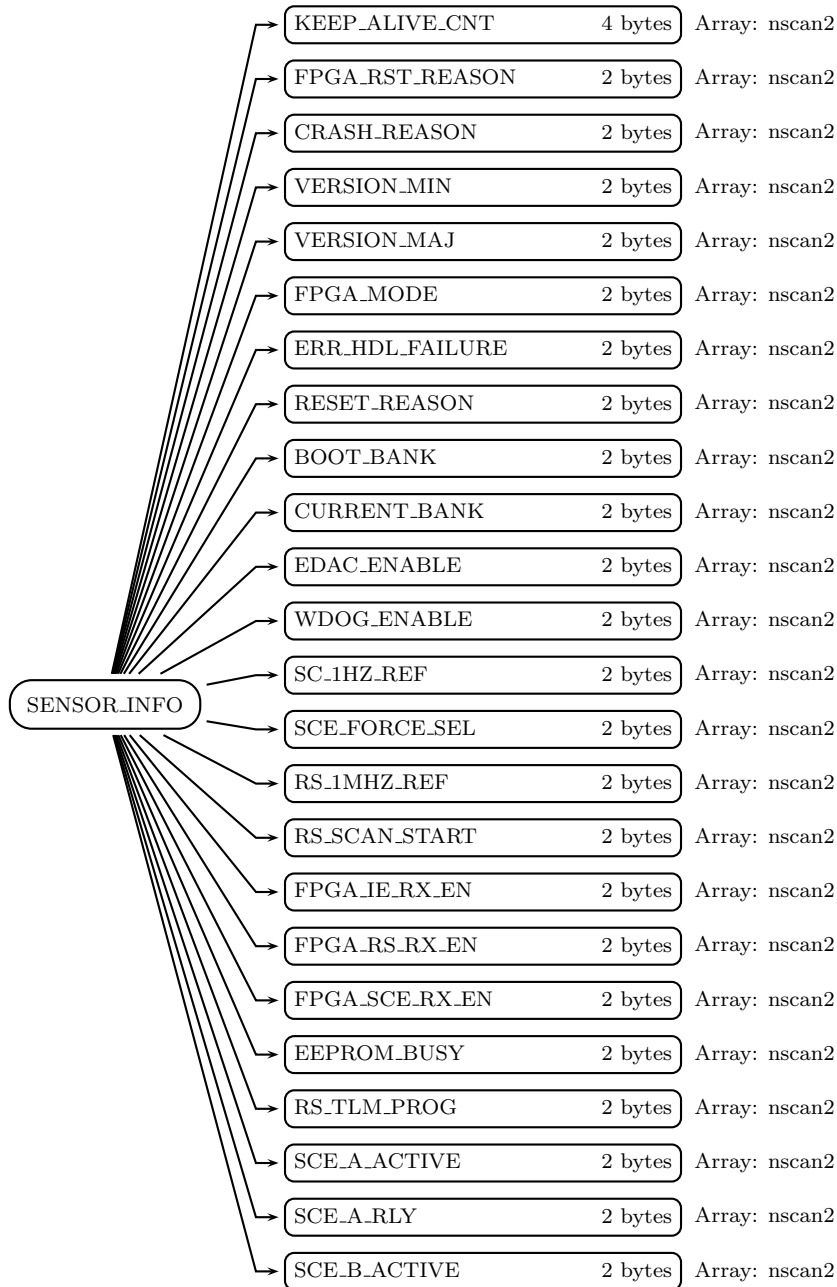 KEEP_ALIVE_CNT 4 bytes Array: nscan2
FPGA_RST_REASON 2 bytes Array: nscan2
CRASH_REASON 2 bytes Array: nscan2
VERSION_MIN 2 bytes Array: nscan2
VERSION_MAJ 2 bytes Array: nscan2
FPGA_MODE 2 bytes Array: nscan2
ERR_HDL_FAILURE 2 bytes Array: nscan2
RESET_REASON 2 bytes Array: nscan2
BOOT_BANK 2 bytes Array: nscan2
CURRENT_BANK 2 bytes Array: nscan2
EDAC_ENABLE 2 bytes Array: nscan2
WDOG_ENABLE 2 bytes Array: nscan2
SC_1HZ_REF 2 bytes Array: nscan2
SENSOR_INFO
SCE_FORCE_SEL 2 bytes Array: nscan2
RS_1MHZ_REF 2 bytes Array: nscan2
RS_SCAN_START 2 bytes Array: nscan2
FPGA_IE_RX_EN 2 bytes Array: nscan2
FPGA_RS_RX_EN 2 bytes Array: nscan2
FPGA_SCE_RX_EN 2 bytes Array: nscan2
EEPROM_BUSY 2 bytes Array: nscan2
RS_TLM_PROG 2 bytes Array: nscan2
SCE_A_ACTIVE 2 bytes Array: nscan2
SCE_A_RLY 2 bytes Array: nscan2
SCE_B_ACTIVE 2 bytes Array: nscan2